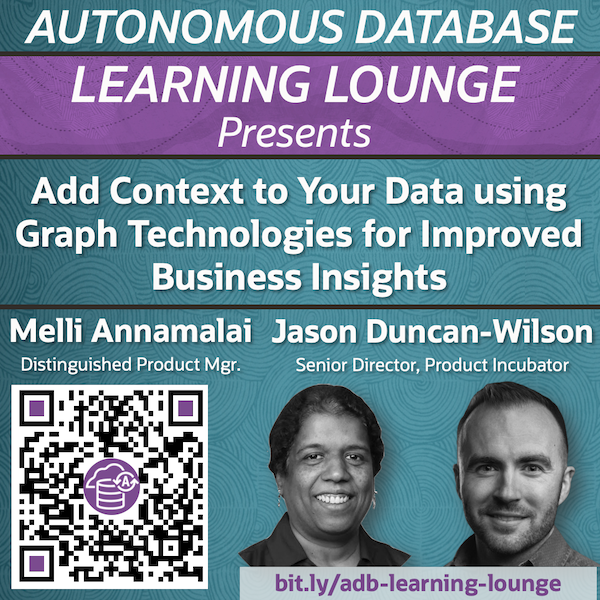 AUTONOMOUS DATABASE
LEARNING LOUNGE
Presents
Add Context to Your Data using
Graph Technologies for Improved
Business Insights
Melli Annamalai
Distinguished Product Mgr.
Jason Duncan-Wilson
Senior Director, Product Incubator
A
bit.ly/adb-learning-lounge